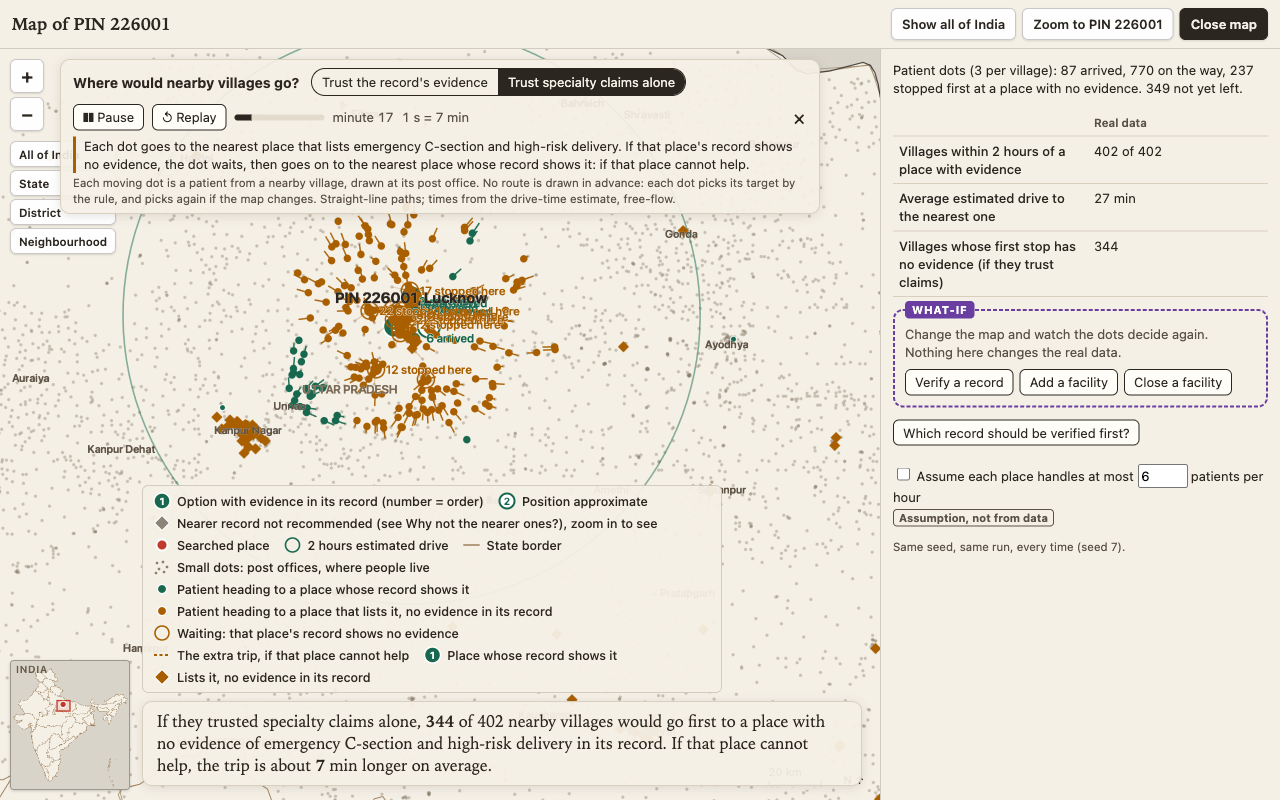 Map of PIN 226001
Show all of India
Zoom to PIN 226001
Close map
+
−
Where would nearby villages go?
Trust the record's evidence
Trust specialty claims alone
Pause
Replay
minute 17 1 s = 7 min
×
Each dot goes to the nearest place that lists emergency C-section and high-risk delivery. If that place's record shows
no evidence, the dot waits, then goes on to the nearest place whose record shows it: if that place cannot help.
Each moving dot is a patient from a nearby village, drawn at its post office. No route is drawn in advance: each dot picks its target by
the rule, and picks again if the map changes. Straight-line paths; times from the drive-time estimate, free-flow.
All of In
State
District
Neighbourhood
Bahraich
Shravasti
Gonda
17 stopped here
PIN 226001, Lucknow
6 arrived
Ayodhya
12 stopped here
UTTAR PRADESH
Auraiya
Unnao
Kanpur Nagar
Kanpur Dehat
Option with evidence in its record (number = order)
2 Position approximate
Nearer record not recommended (see Why not the nearer ones?), zoom in to see
Searched place
2 hours estimated drive
State border
Small dots: post offices, where people live
Patient heading to a place whose record shows it
Patient heading to a place that lists it, no evidence in its record
Waiting: that place's record shows no evidence
The extra trip, if that place cannot help
1 Place whose record shows it
Lists it, no evidence in its record
Pratapgarh
INDIA
If they trusted specialty claims alone, 344 of 402 nearby villages would go first to a place with
no evidence of emergency C-section and high-risk delivery in its record. If that place cannot
help, the trip is about 7 min longer on average.
20 km
N
Patient dots (3 per village): 87 arrived, 770 on the way, 237
stopped first at a place with no evidence. 349 not yet left.
Real data
Villages within 2 hours of a
place with evidence
402 of 402
Average estimated drive to
the nearest one
27 min
Villages whose first stop has
no evidence (if they trust
claims)
344
WHAT-IF
Change the map and watch the dots decide again.
Nothing here changes the real data.
Verify a record
Add a facility
Close a facility
Which record should be verified first?
Assume each place handles at most 6 patients per
hour
Assumption, not from data
Same seed, same run, every time (seed 7).